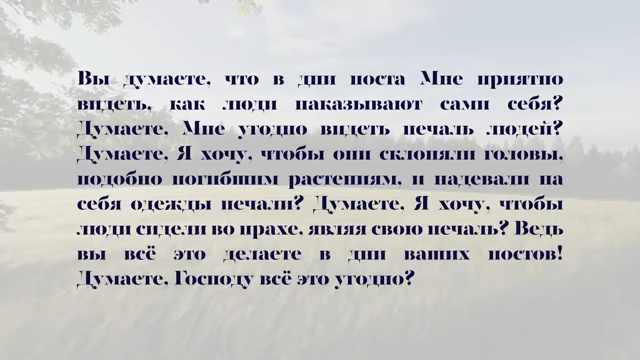 Вы думаете, что в дни поста Мне приятно
видеть, как люди наказывают сами себя?
Думаете, Мне угодно видеть печаль людей?
Думаете, Я хочу, чтобы они склоняли головы,
подобно погибшим растениям, и надевали на
себя одежды печали? Думаете, Я хочу, чтобы
люди сидели во прахе, являя свою печаль? Ведь
вы всё это делаете в дни ваших постов!
Думаете, Господу всё это угодно?